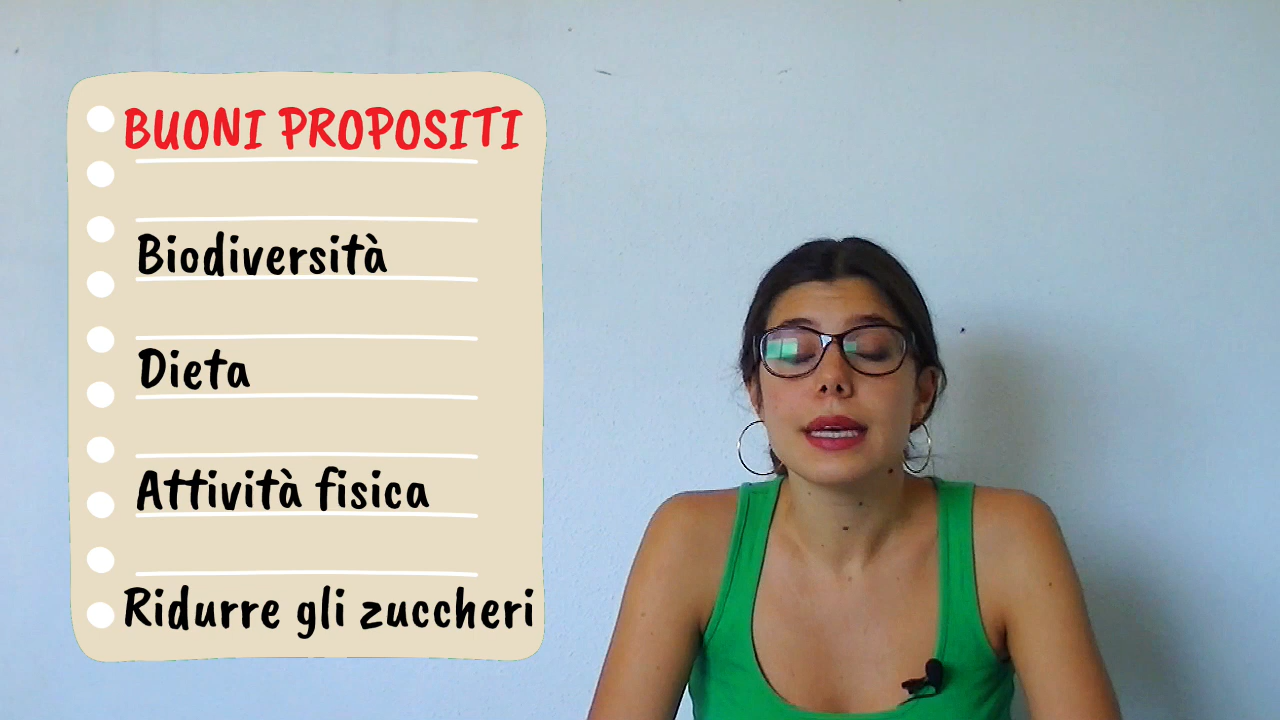 BUONI PROPOSITI
Biodiversità
Dieta
Attività fisica
Ridurre gli zuccheri